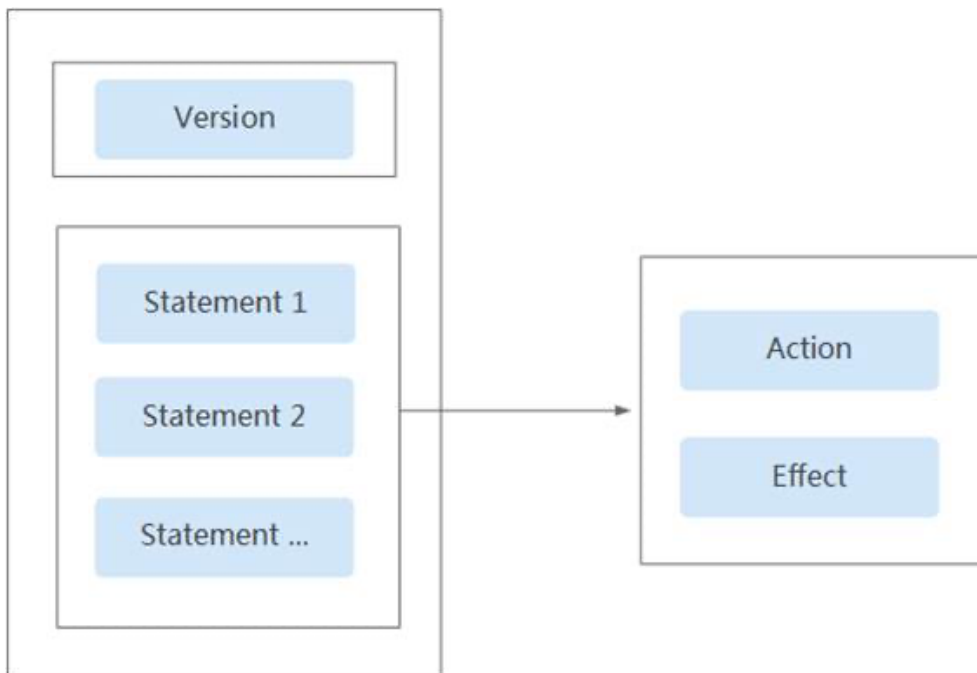 Version
Statement 1
Statement 2
Statement ...
Action
Effect